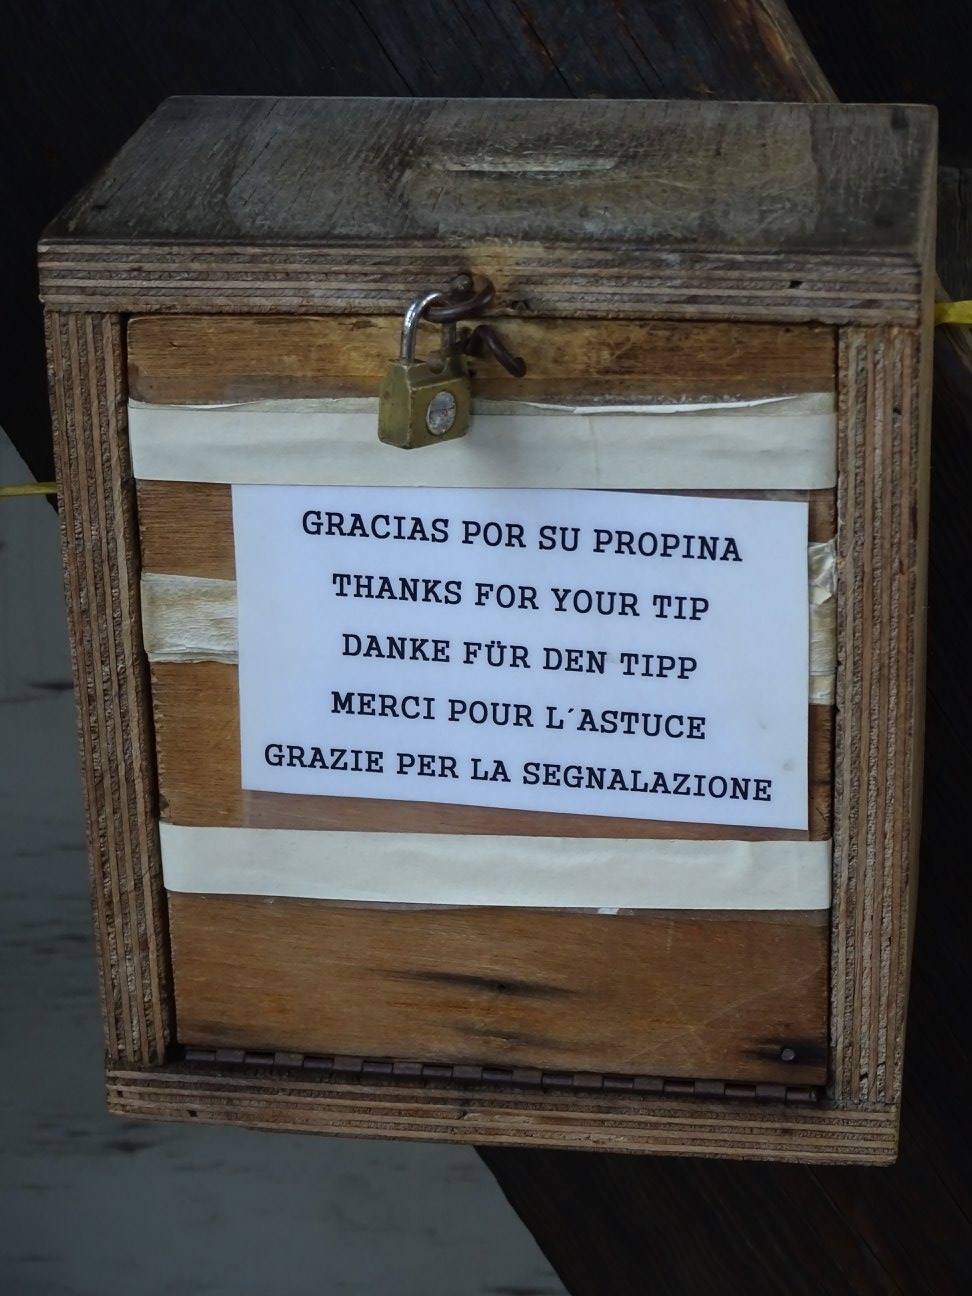 GRACIAS POR SU PROPINA
THANKS FOR YOUR TIP
DANKE FÜR DEN TIPP
MERCI POUR L´ASTUCE
GRAZIE PER LA SEGNALAZIONE